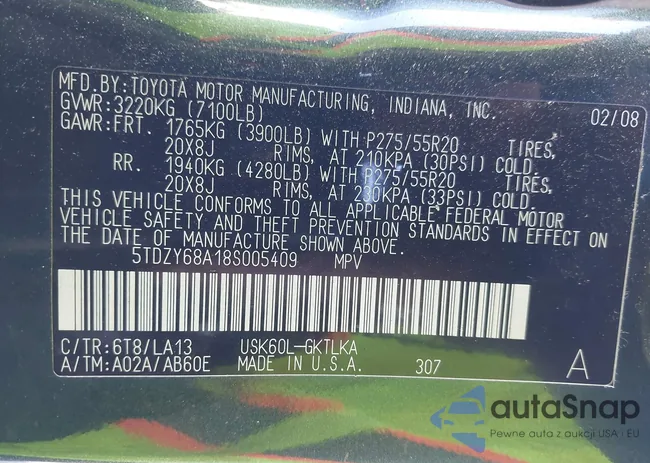 MFD.BY:TOYOTA MOTOR MANUFACTURING, INDIANA, INC. 02/08
GVWR:3220KG (7100LB)
GAWR:FRT. 1765KG (3900LB) WITH P275/55R20 TIRES,
20X8J RIMS, AT 210KPA (30PSI) COLD.
RR. 1940KG (4280LB) WITH P275/55R20 TIRES,
20X8J RIMS, AT 230KPA (33PSI) COLD.
THIS VEHICLE CONFORMS TO ALL APPLICABLE FEDERAL MOTOR
VEHICLE SAFETY AND THEFT PREVENTION STANDARDS IN EFFECT ON
THE DATE OF MANUFACTURE SHOWN ABOVE.
5TDZY68A18S005409 MPV
C/TR:6T8/LA13 USK60L-GKTLKA
A/TM:A02A/AB60E MADE IN U.S.A. 307 A
autaSnap
Pewne auta z aukcji USA i EU